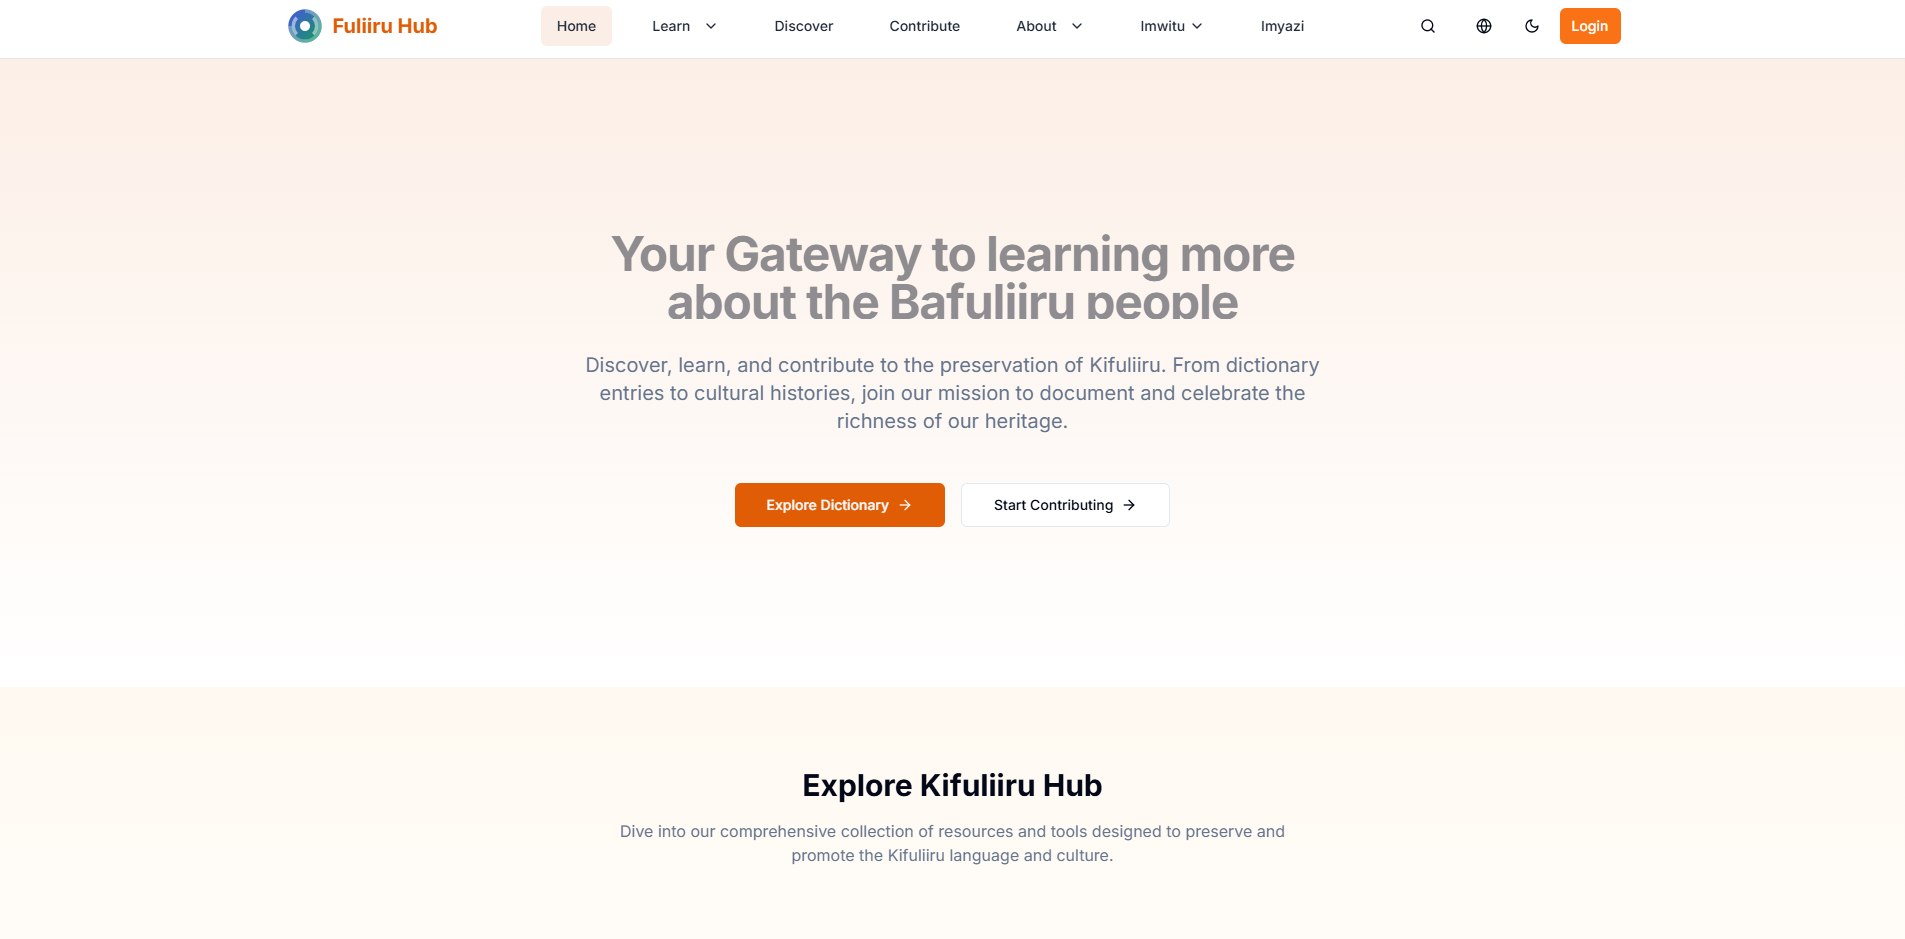 Fuliiru Hub
Home
Learn
Discover
Contribute
About
Imwitu
Imyazi
Login
Your Gateway to learning more
about the Bafuliiru people
Discover, learn, and contribute to the preservation of Kifuliiru. From dictionary
entries to cultural histories, join our mission to document and celebrate the
richness of our heritage.
Explore Dictionary
Start Contributing
Explore Kifuliiru Hub
Dive into our comprehensive collection of resources and tools designed to preserve and
promote the Kifuliiru language and culture.